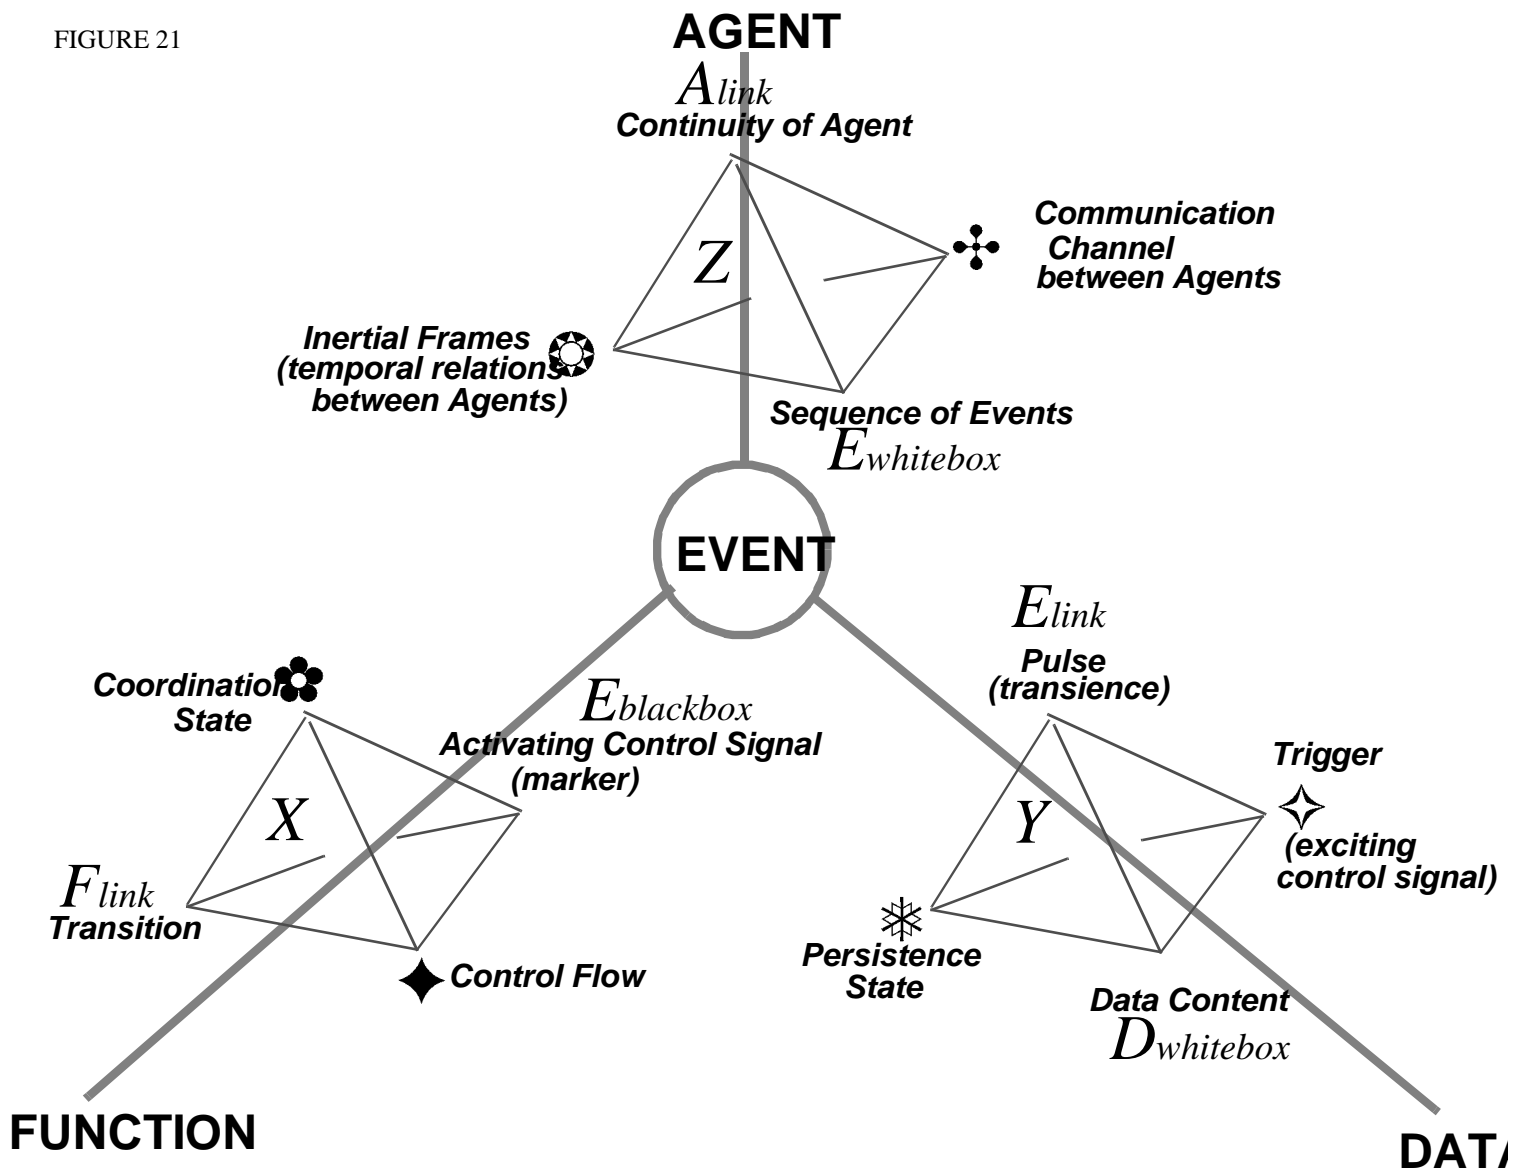 FIGURE 21
AGENT
Alink
Continuity of Agent
Communication
Channel
between Agents
Z
Inertial Frames
(temporal relations
between Agents)
Sequence of Events
Ewhitebox
EVENT
Elink
Pulse
(transience)
Coordination
State
Eblackbox
Activating Control Signal
(marker)
Trigger
(exciting
control signal)
X
Y
Flink
Transition
Control Flow
Persistence
State
Data Content
Dwhitebox
FUNCTION
DATA